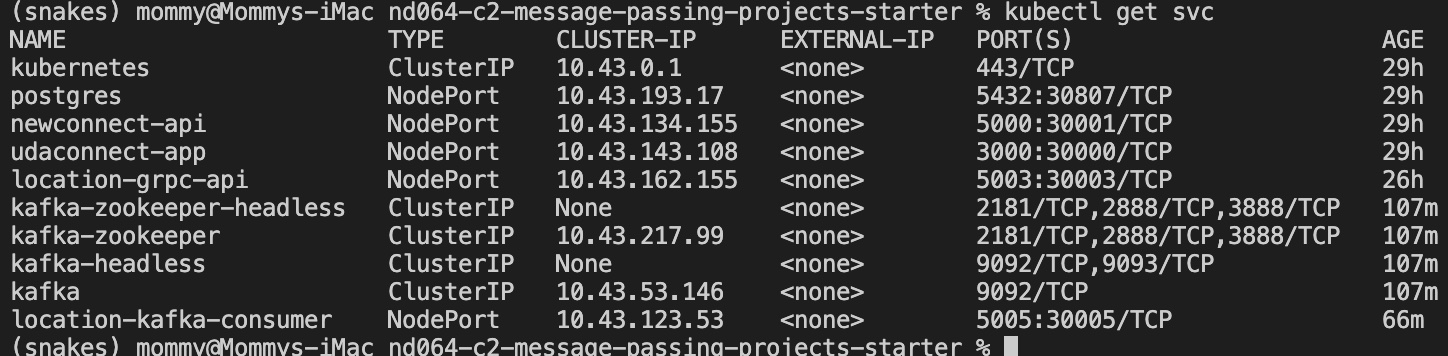 (snakes) mommy@Mommys-iMac nd064-c2-message-passing-projects-starter % kubectl get svc
NAME TYPE CLUSTER-IP EXTERNAL-IP PORT(S) AGE
kubernetes ClusterIP 10.43.0.1 <none> 443/TCP 29h
postgres NodePort 10.43.193.17 <none> 5432:30807/TCP 29h
newconnect-api NodePort 10.43.134.155 <none> 5000:30001/TCP 29h
udaconnect-app NodePort 10.43.143.108 <none> 3000:30000/TCP 29h
location-grpc-api NodePort 10.43.162.155 <none> 5003:30003/TCP 26h
kafka-zookeeper-headless ClusterIP None <none> 2181/TCP,2888/TCP,3888/TCP 107m
kafka-zookeeper ClusterIP 10.43.217.99 <none> 2181/TCP,2888/TCP,3888/TCP 107m
kafka-headless ClusterIP None <none> 9092/TCP,9093/TCP 107m
kafka ClusterIP 10.43.53.146 <none> 9092/TCP 107m
location-kafka-consumer NodePort 10.43.123.53 <none> 5005:30005/TCP 66m
(snakes) mommy@Mommys-iMac nd064-c2-message-passing-projects-starter %